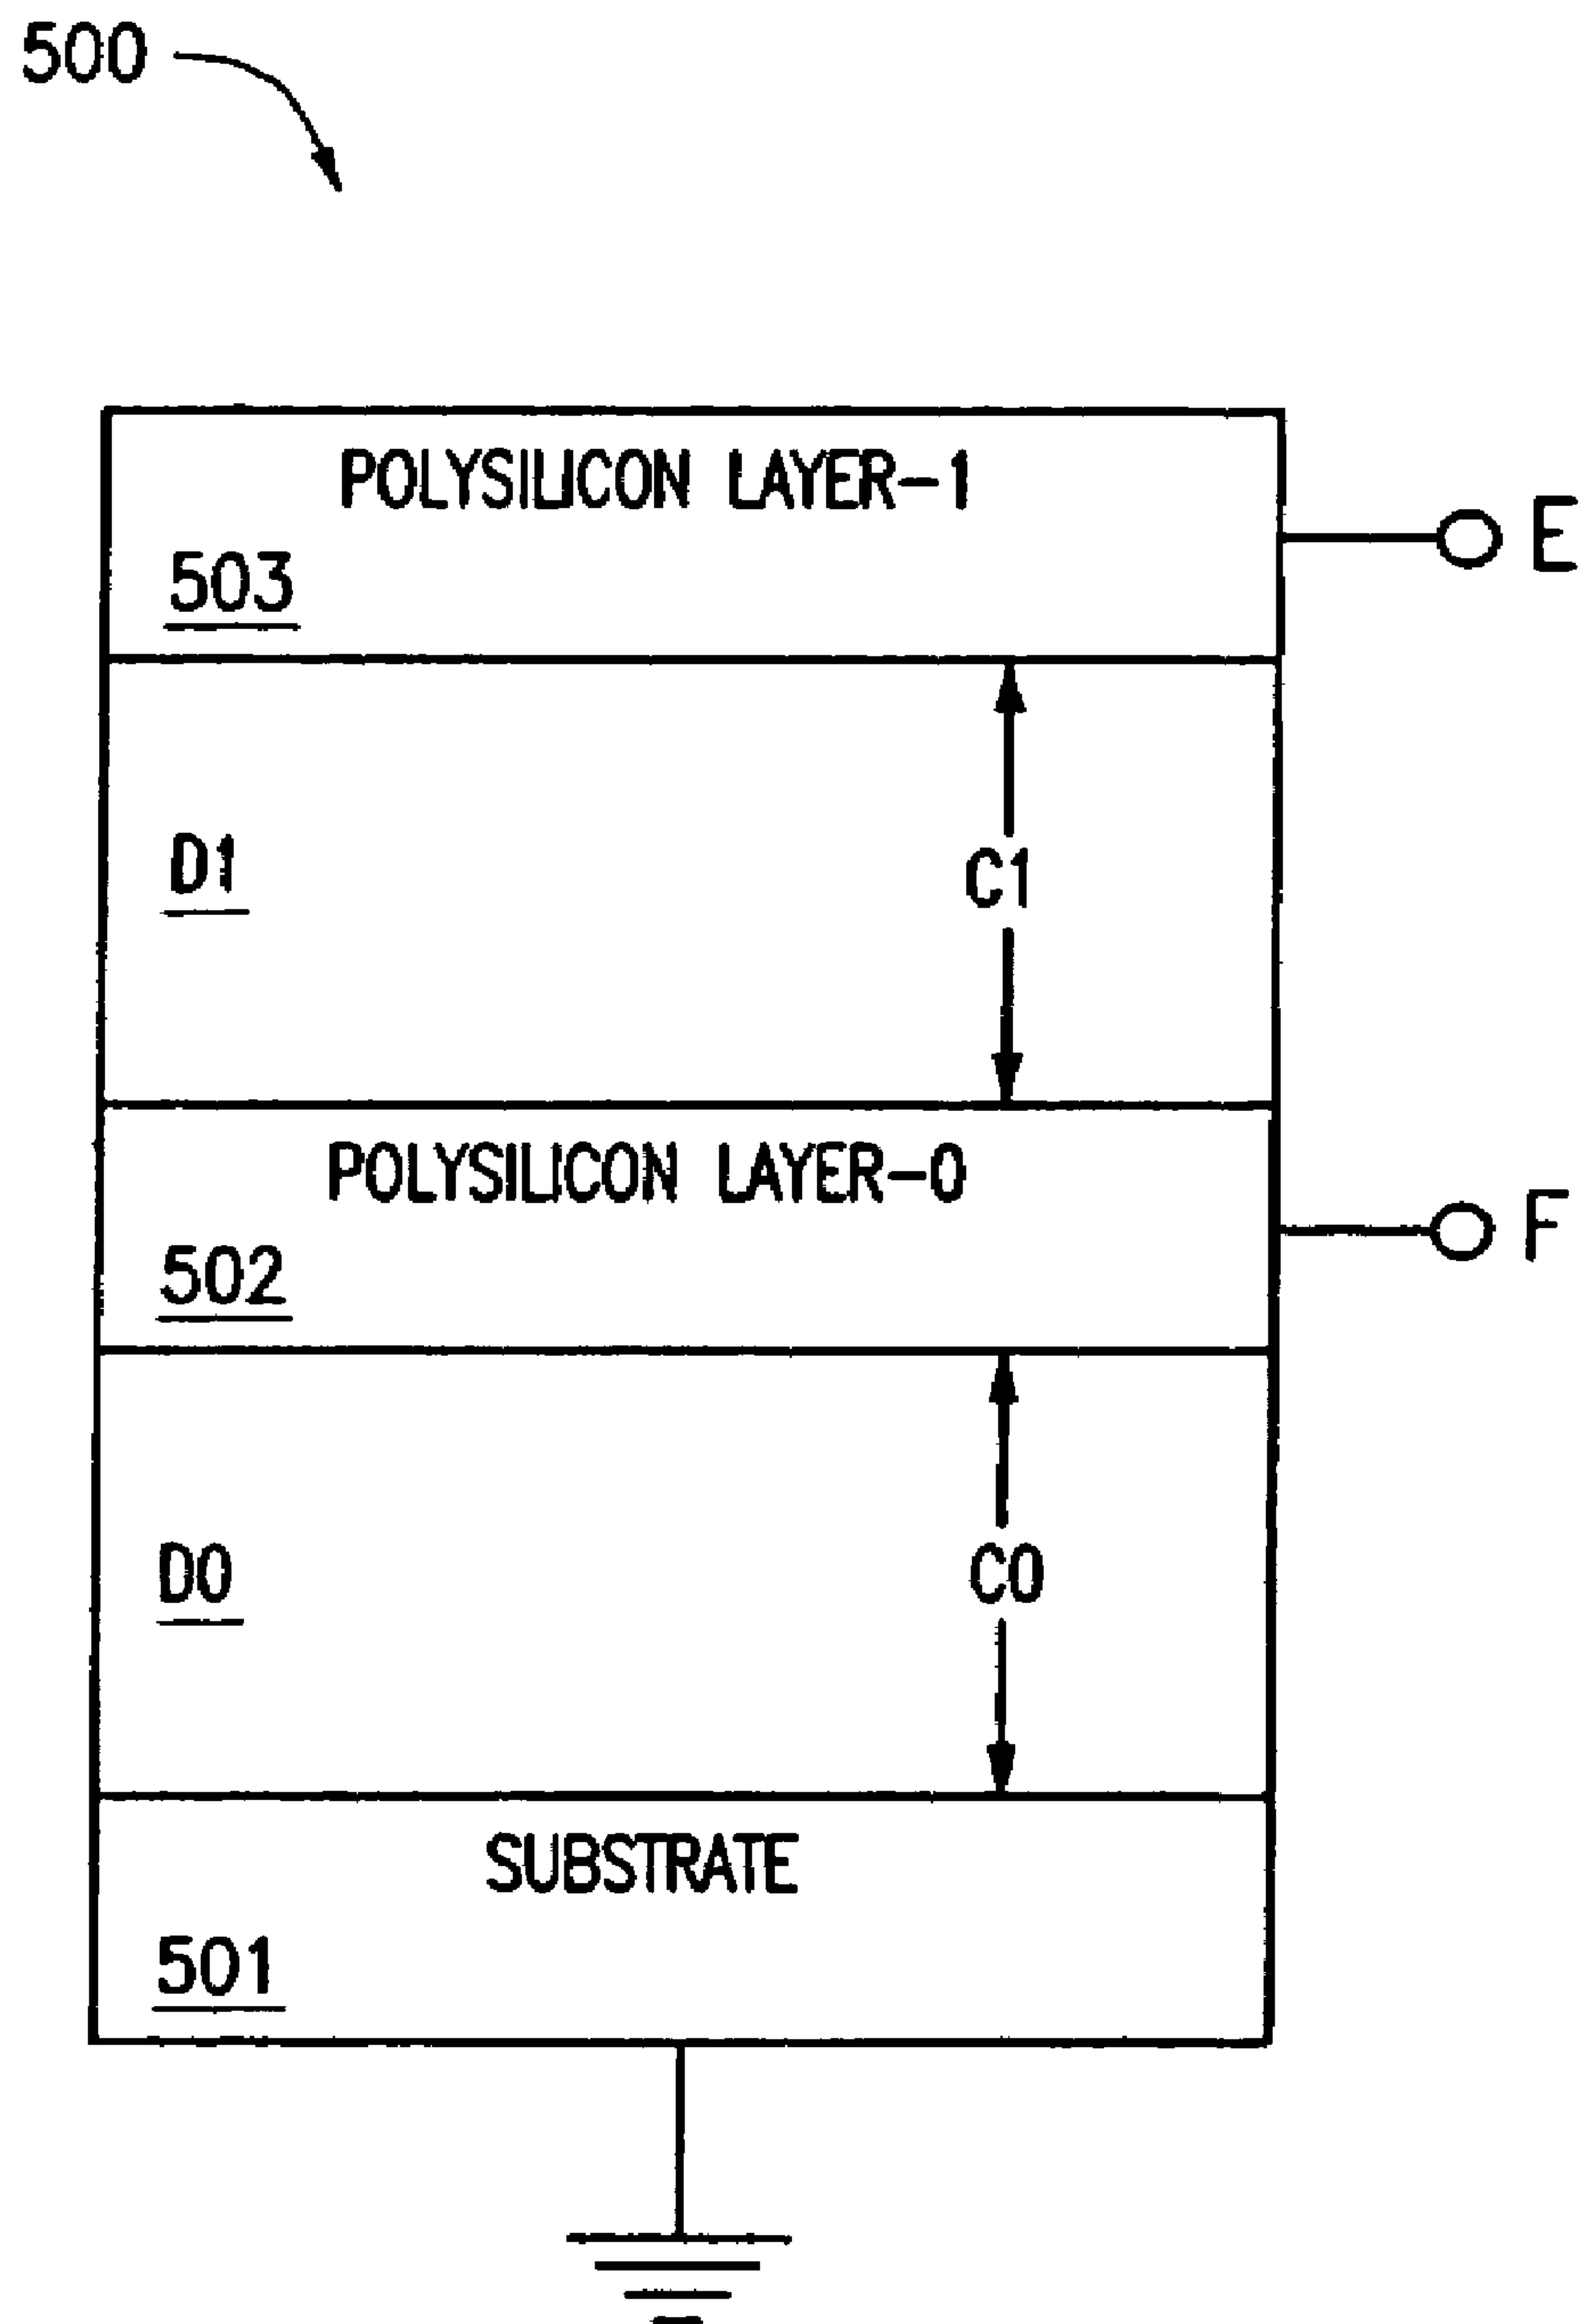 500
POLYSILICON LAYER-1
E
503
D1
C1
POLYSILICON LAYER-0
F
502
D0
C0
SUBSTRATE
501